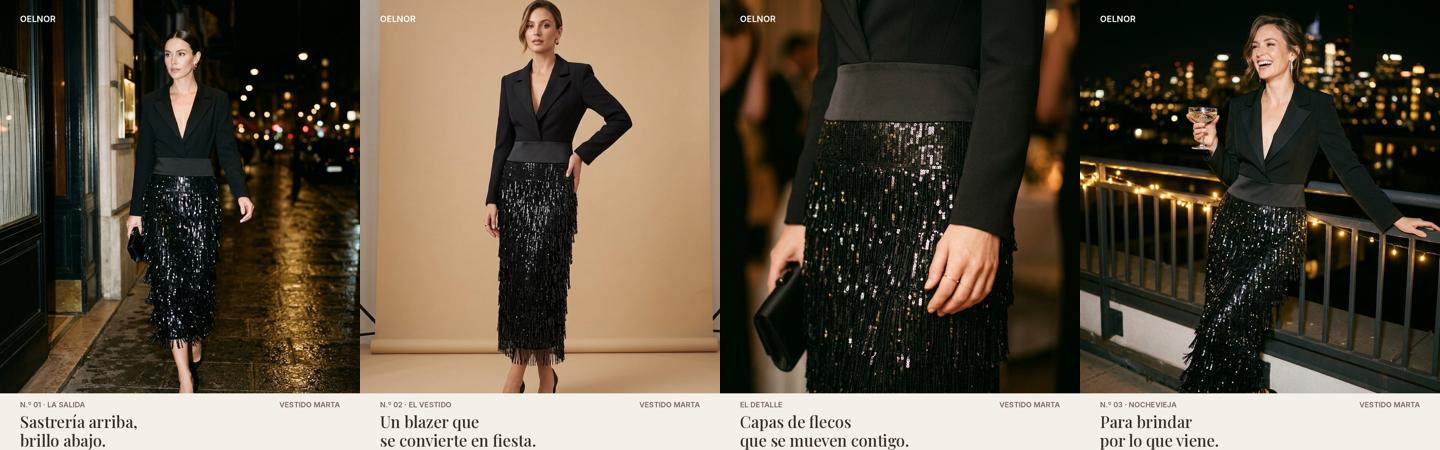 OELNOR
N.º 01 · LA SALIDA
VESTIDO MARTA
Sastrería arriba,
brillo abajo.
OELNOR
N.º 02 · EL VESTIDO
VESTIDO MARTA
Un blazer que
se convierte en fiesta.
OELNOR
EL DETALLE
VESTIDO MARTA
Capas de flecos
que se mueven contigo.
OELNOR
N.º 03 · NOCHEVIEJA
VESTIDO MARTA
Para brindar
por lo que viene.